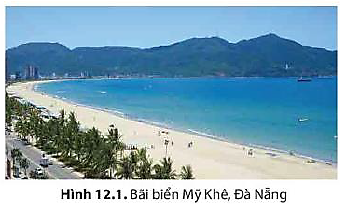 Hình 12.1. Bãi biển Mỹ Khê, Đà Nẵng